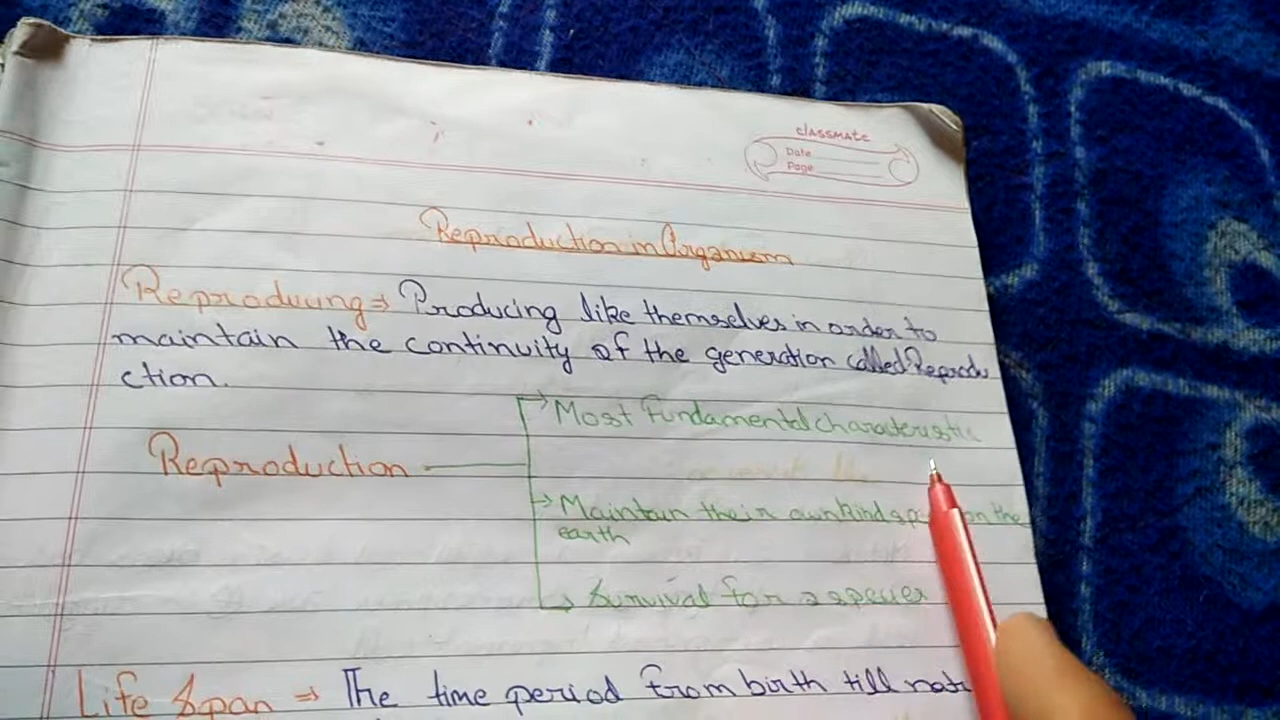 classmate
Date
Page
Reproduction in Organism
Reproducing ⇒ Producing like themselves in order to
maintain the continuity of the generation called Reprodu
ction.
→ Most Fundamental characteristic
Reproduction
→ Maintain their own kind on the
earth
→ Survival for a species
Life Span ⇒ The time period from birth till